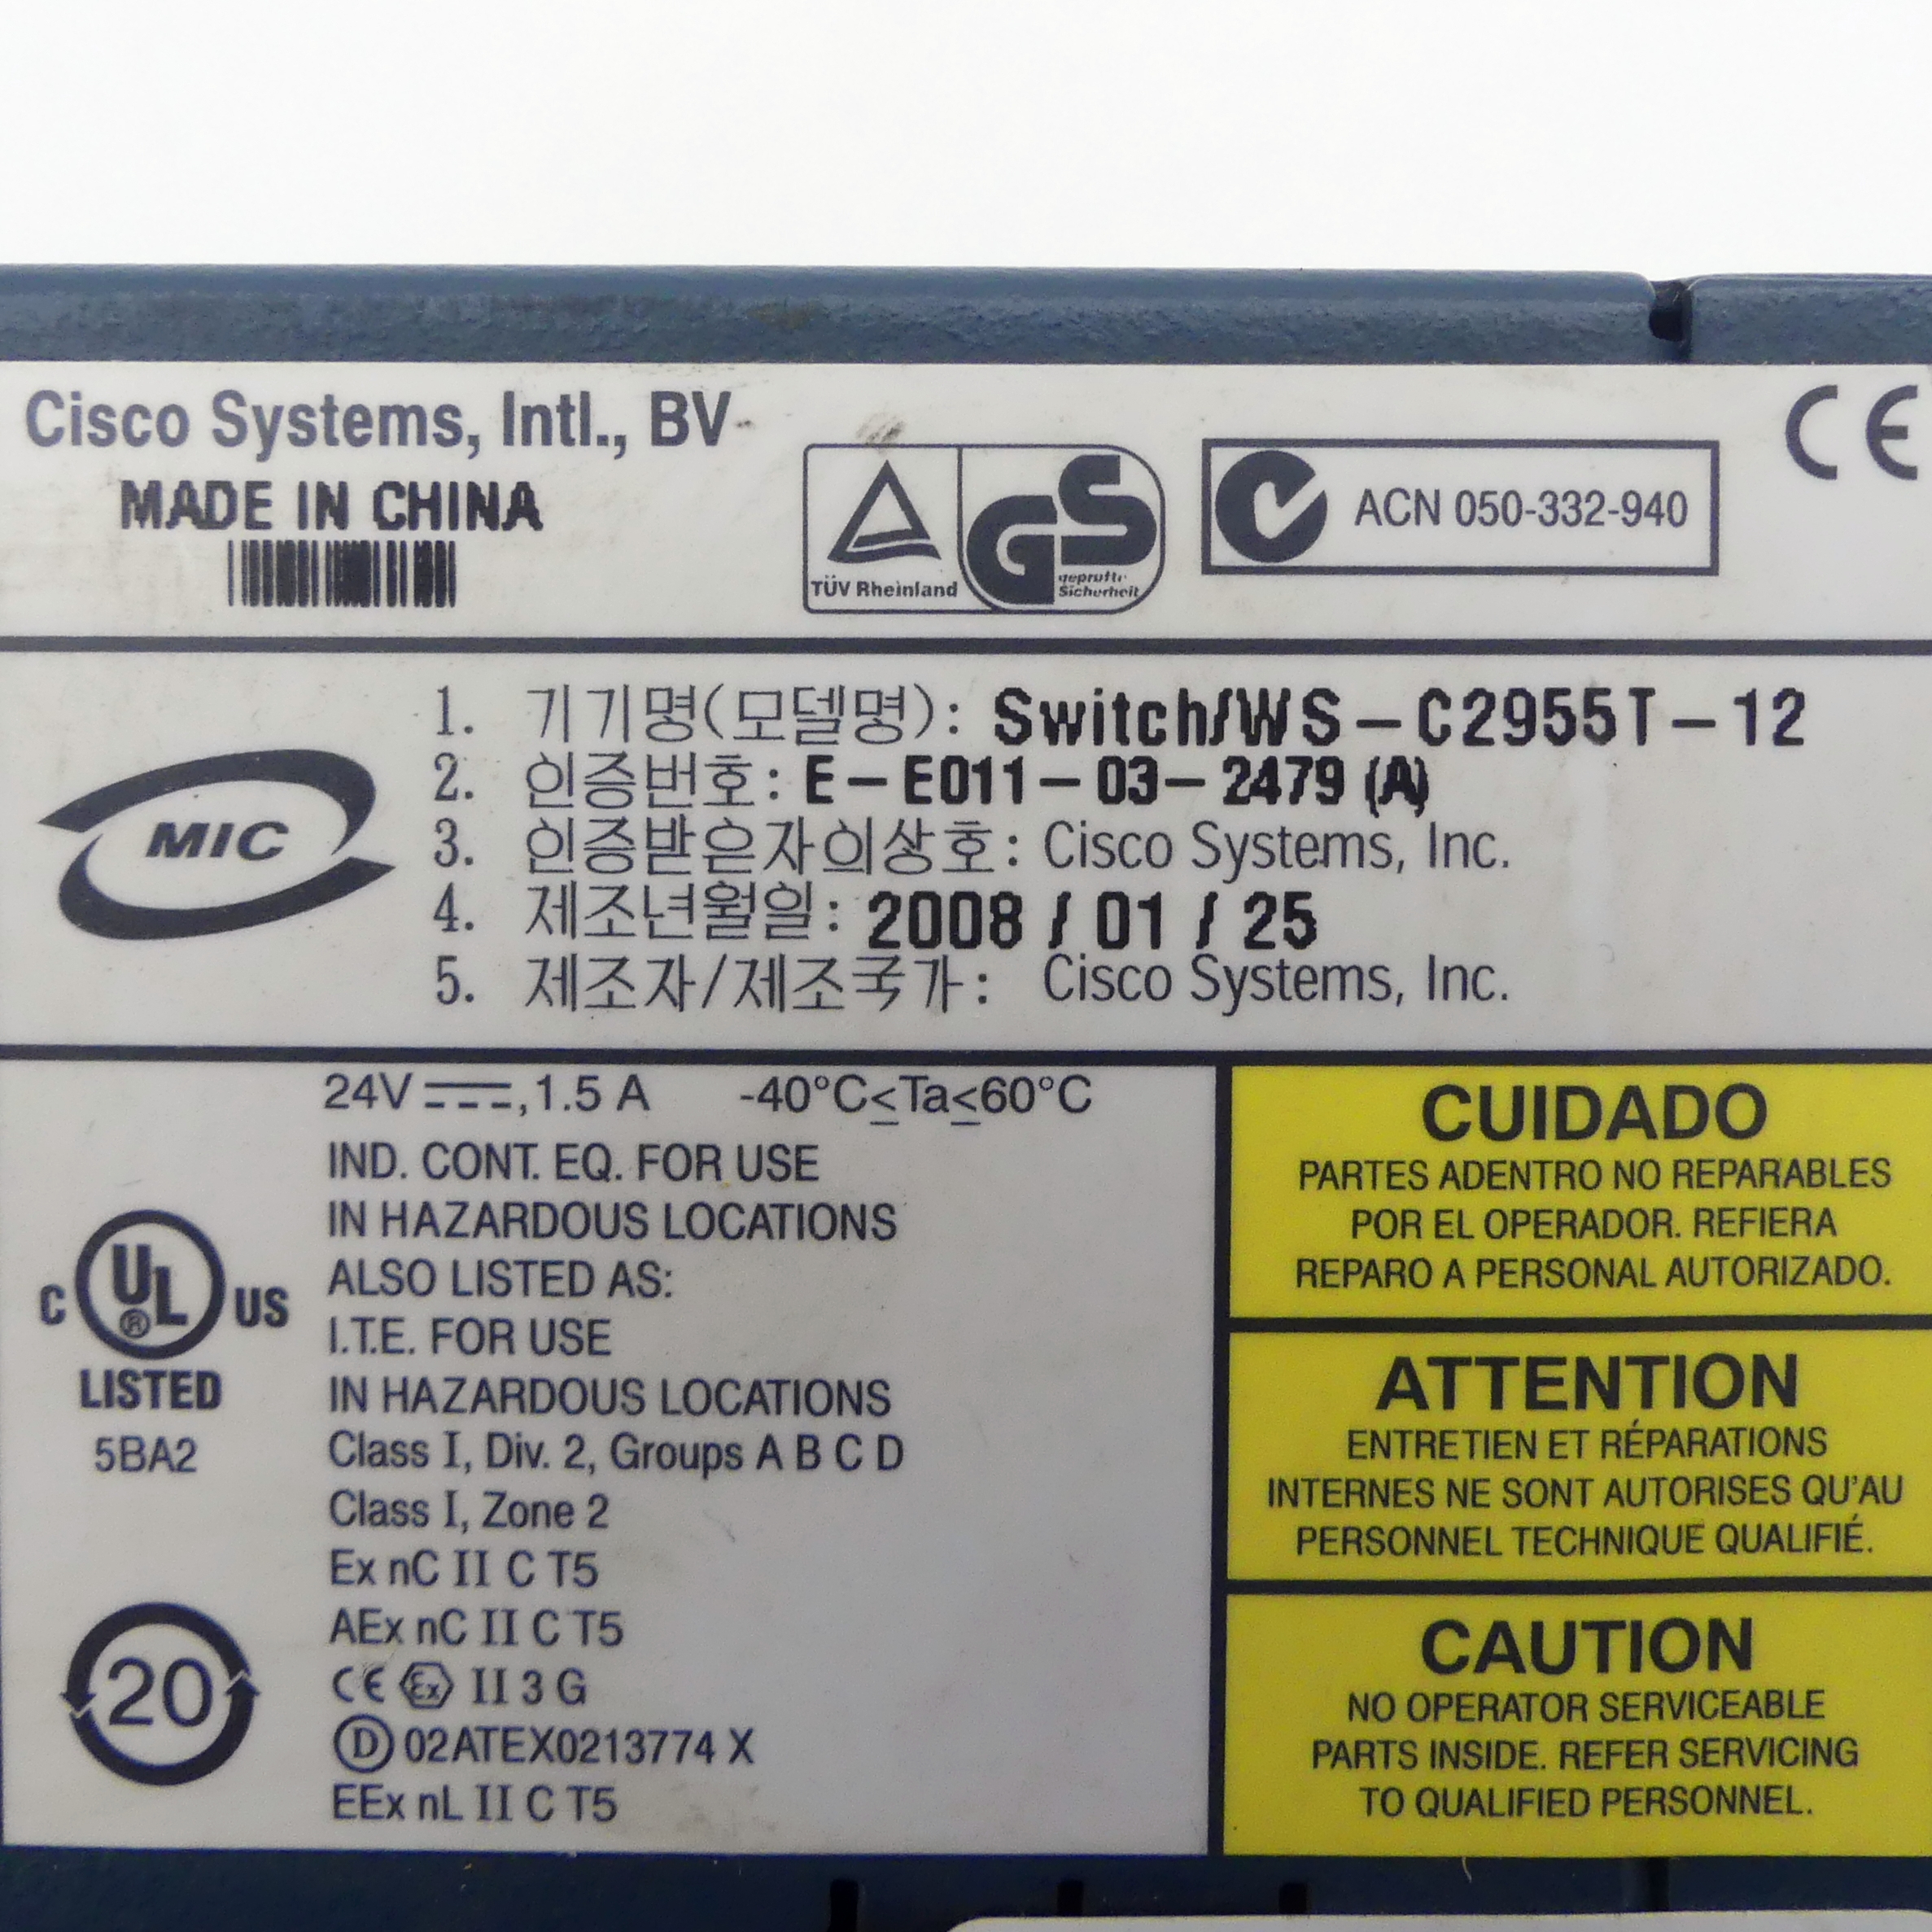 Cisco Systems, Intl., BV
MADE IN CHINA
TÜV Rheinland
GS
geprüfte
Sicherheit
ACN 050-332-940
CE
MIC
1. 기기명(모델명): Switch/WS-C2955T-12
2. 인증번호: E-E011-03-2479 (A)
3. 인증받은자의상호: Cisco Systems, Inc.
4. 제조년월일: 2008 / 01 / 25
5. 제조자/제조국가: Cisco Systems, Inc.
24V ⎓, 1.5 A -40°C≤Ta≤60°C
IND. CONT. EQ. FOR USE
IN HAZARDOUS LOCATIONS
ALSO LISTED AS:
I.T.E. FOR USE
IN HAZARDOUS LOCATIONS
Class I, Div. 2, Groups A B C D
Class I, Zone 2
Ex nC II C T5
AEx nC II C T5
CE Ex II 3 G
D 02ATEX0213774 X
EEx nL II C T5
C UL ® US
LISTED
5BA2
20
CUIDADO
PARTES ADENTRO NO REPARABLES
POR EL OPERADOR. REFIERA
REPARO A PERSONAL AUTORIZADO.
ATTENTION
ENTRETIEN ET RÉPARATIONS
INTERNES NE SONT AUTORISES QU'AU
PERSONNEL TECHNIQUE QUALIFIÉ.
CAUTION
NO OPERATOR SERVICEABLE
PARTS INSIDE. REFER SERVICING
TO QUALIFIED PERSONNEL.